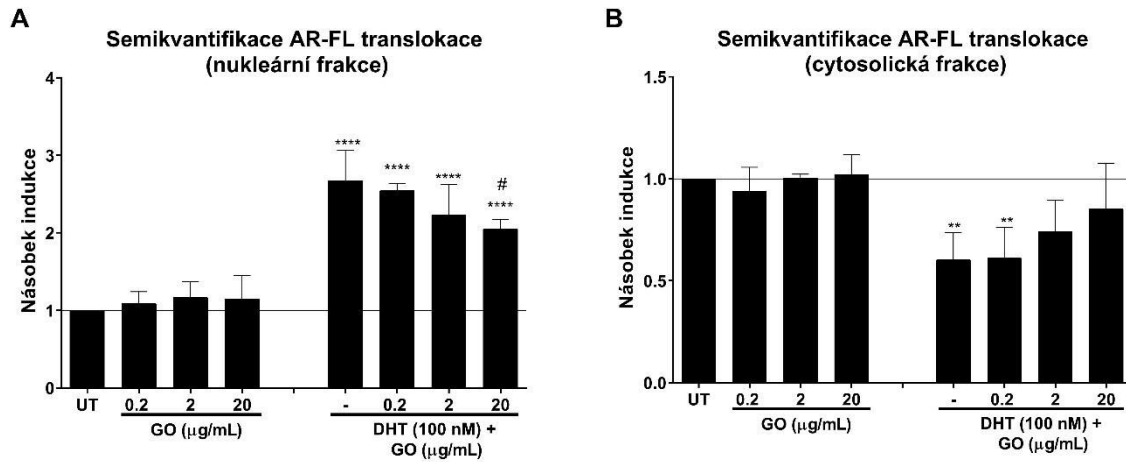 A
Semikvantifikace AR-FL translokace
(nukleární frakce)
Násobek indukce
4
3
2
1
0
****
****
****
#
****
UT
0.2
2
20
-
0.2
2
20
GO (µg/mL)
DHT (100 nM) +
GO (µg/mL)
B
Semikvantifikace AR-FL translokace
(cytosolická frakce)
Násobek indukce
1.5
1.0
0.5
0.0
**
**
UT
0.2
2
20
-
0.2
2
20
GO (µg/mL)
DHT (100 nM) +
GO (µg/mL)